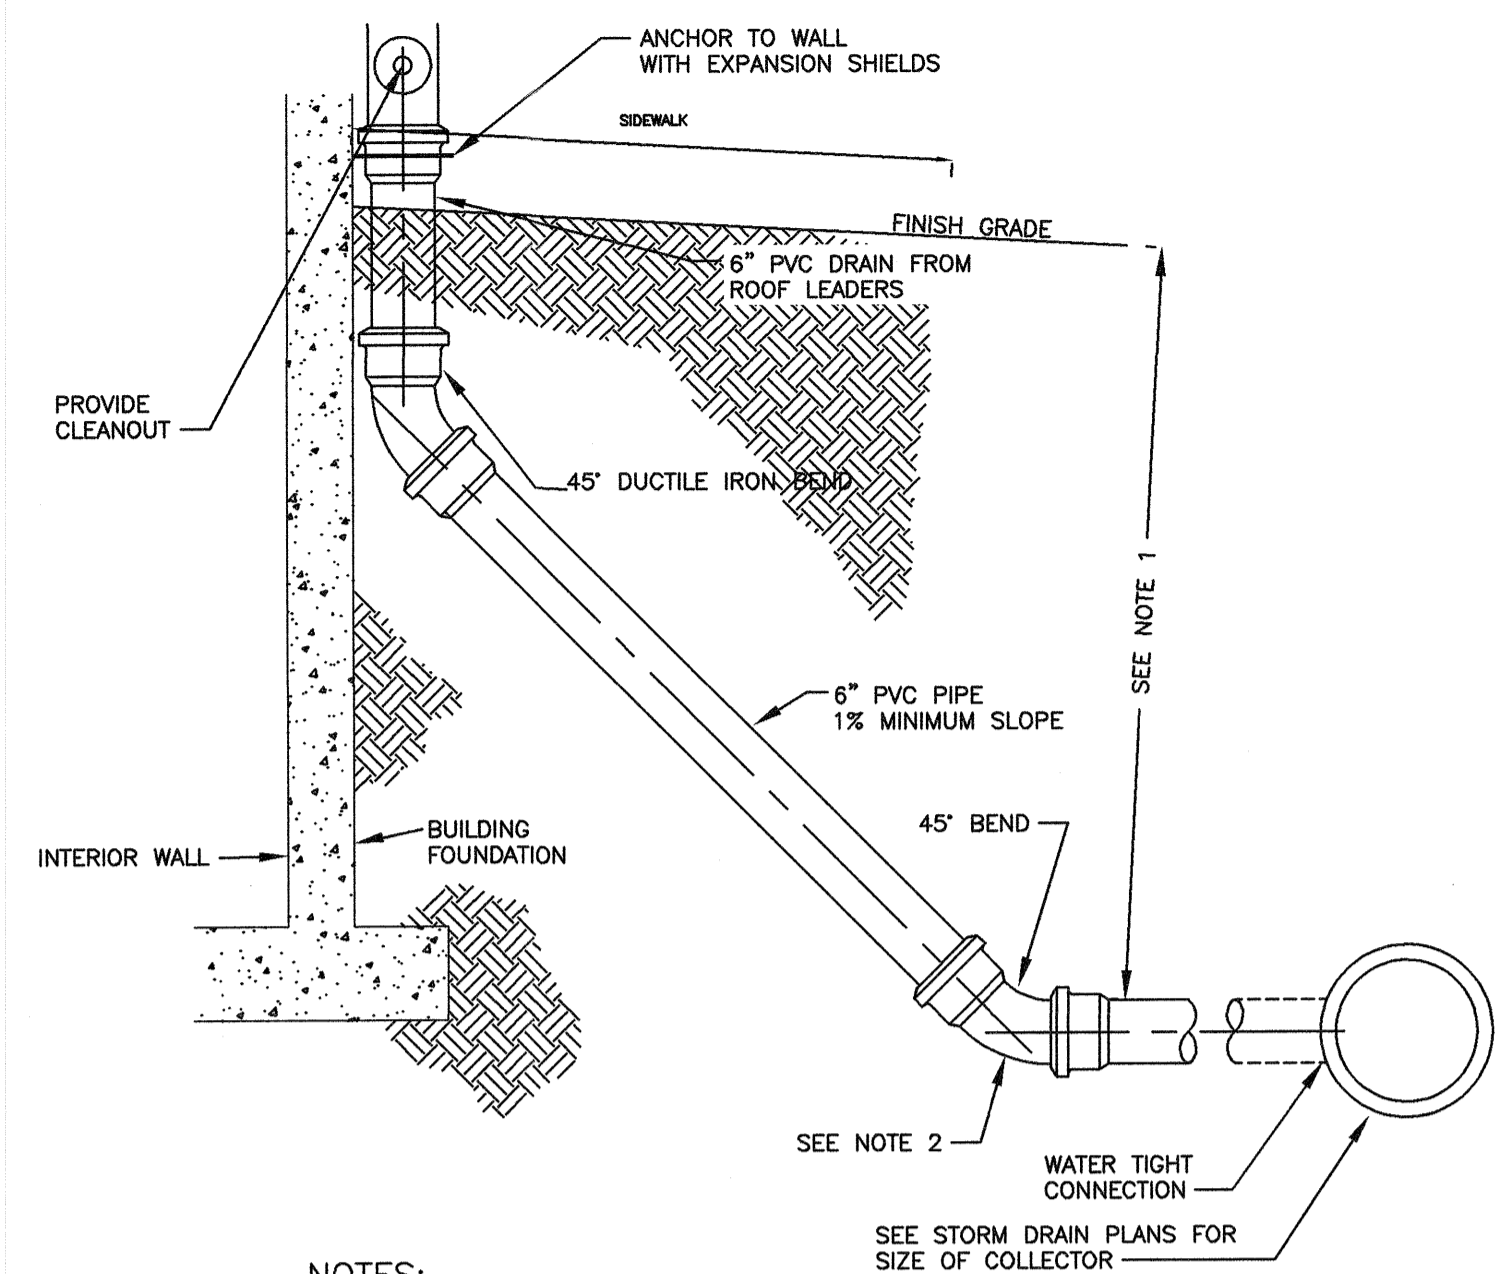 ANCHOR TO WALL
WITH EXPANSION SHIELDS
SIDEWALK
FINISH GRADE
6" PVC DRAIN FROM
ROOF LEADERS
PROVIDE
CLEANOUT
45° DUCTILE IRON BEND
SEE NOTE 1
6" PVC PIPE
1% MINIMUM SLOPE
45° BEND
BUILDING
FOUNDATION
INTERIOR WALL
SEE NOTE 2
WATER TIGHT
CONNECTION
SEE STORM DRAIN PLANS FOR
SIZE OF COLLECTOR
NOTES: